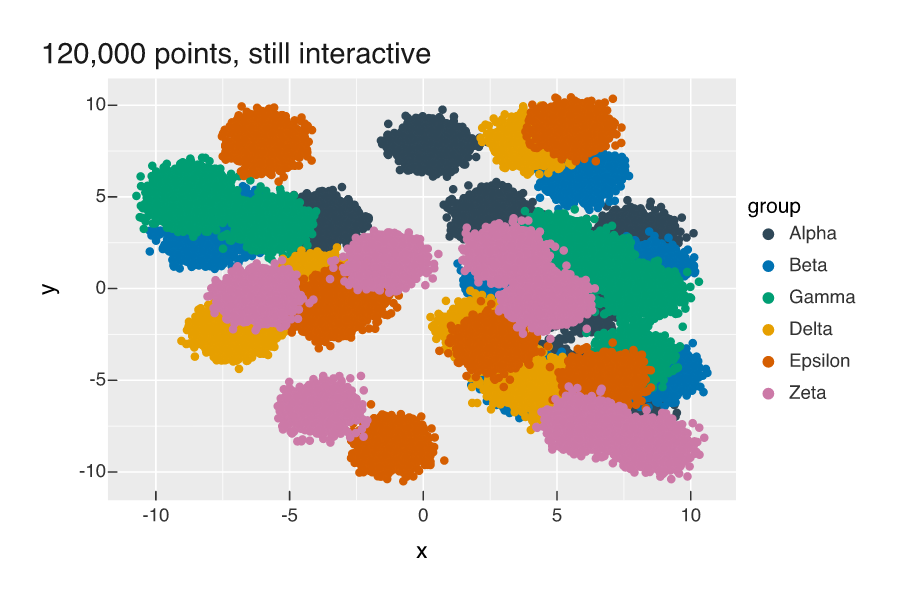 120,000 points, still interactive
10
5
0
-5
-10
y
-10 -5 0 5 10
x
group
Alpha
Beta
Gamma
Delta
Epsilon
Zeta